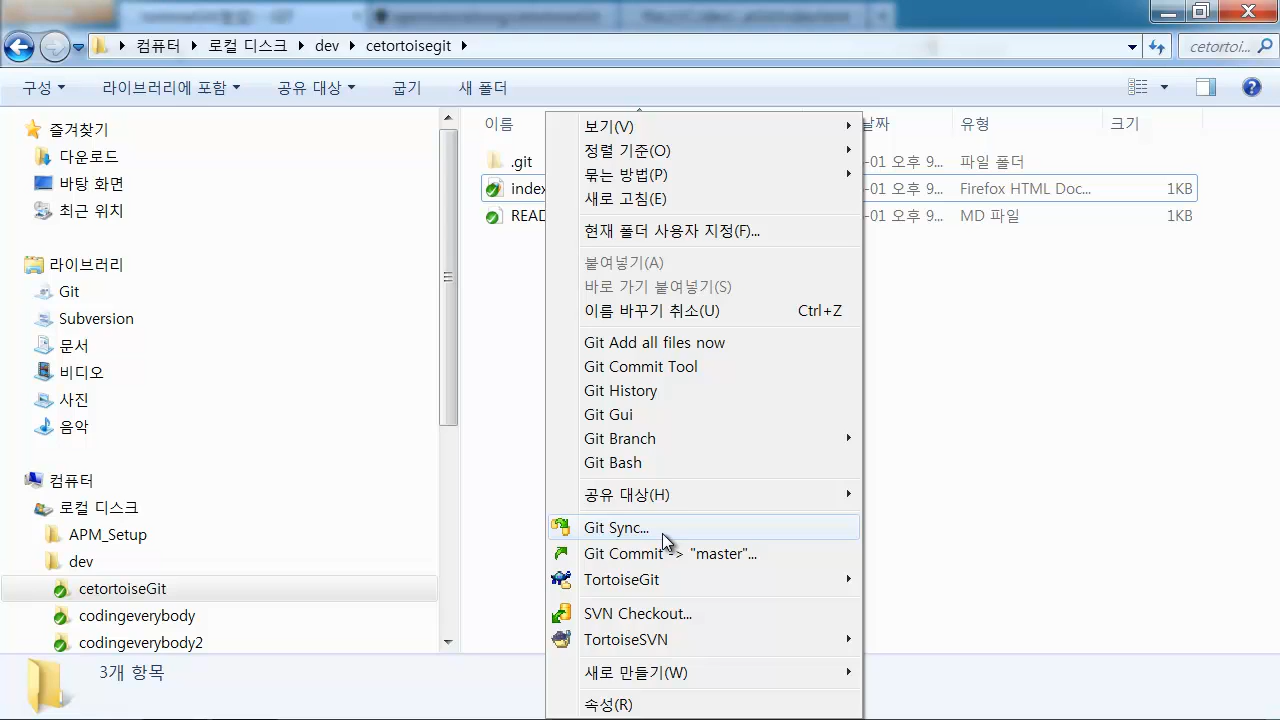 컴퓨터 로컬 디스크 dev cetortoisegit cetortoi...
구성 라이브러리에 포함 공유 대상 굽기 새 폴더
즐겨찾기
다운로드
바탕 화면
최근 위치
라이브러리
Git
Subversion
문서
비디오
사진
음악
컴퓨터
로컬 디스크
APM_Setup
dev
cetortoiseGit
codingeverybody
codingeverybody2
이름 날짜 유형 크기
.git -01 오후 9... 파일 폴더
index -01 오후 9... Firefox HTML Doc... 1KB
READ -01 오후 9... MD 파일 1KB
보기(V)
정렬 기준(O)
묶는 방법(P)
새로 고침(E)
현재 폴더 사용자 지정(F)...
붙여넣기(A)
바로 가기 붙여넣기(S)
이름 바꾸기 취소(U) Ctrl+Z
Git Add all files now
Git Commit Tool
Git History
Git Gui
Git Branch
Git Bash
공유 대상(H)
Git Sync...
Git Commit -> "master"...
TortoiseGit
SVN Checkout...
TortoiseSVN
새로 만들기(W)
속성(R)
3개 항목